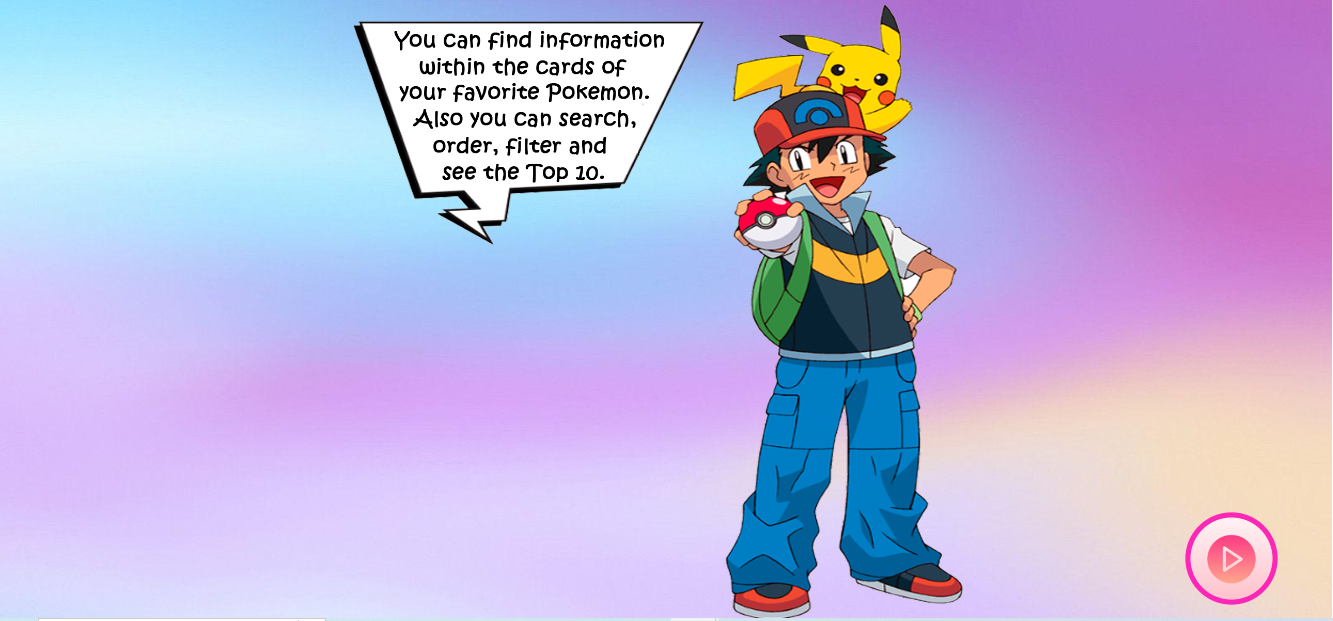 You can find information
within the cards of
your favorite Pokemon.
Also you can search,
order, filter and
see the Top 10.